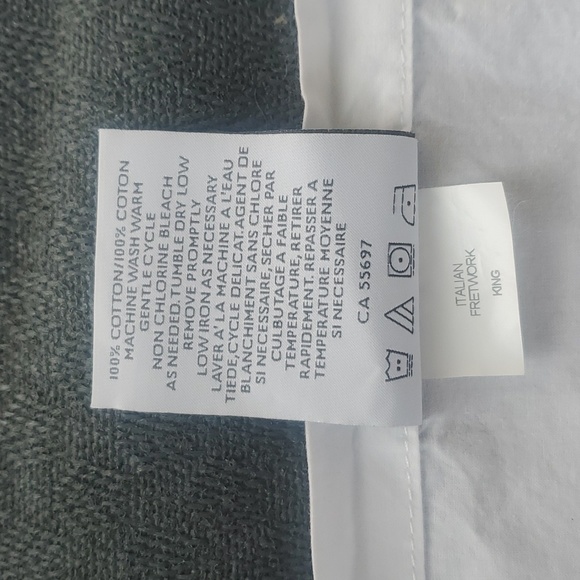 100% COTTON/100% COTON
MACHINE WASH WARM
GENTLE CYCLE
NON CHLORINE BLEACH
AS NEEDED, TUMBLE DRY LOW
REMOVE PROMPTLY
LOW IRON AS NECESSARY
LAVER A' LA MACHINE A L'EAU
TIEDE, CYCLE DELICAT, AGENT DE
BLANCHIMENT SANS CHLORE
SI NECESSAIRE, SECHER PAR
CULBUTAGE A FAIBLE
TEMPERATURE, RETIRER
RAPIDEMENT. REPASSER A
TEMPERATURE MOYENNE
SI NECESSAIRE
CA 55697
ITALIAN
FRETWORK
KING